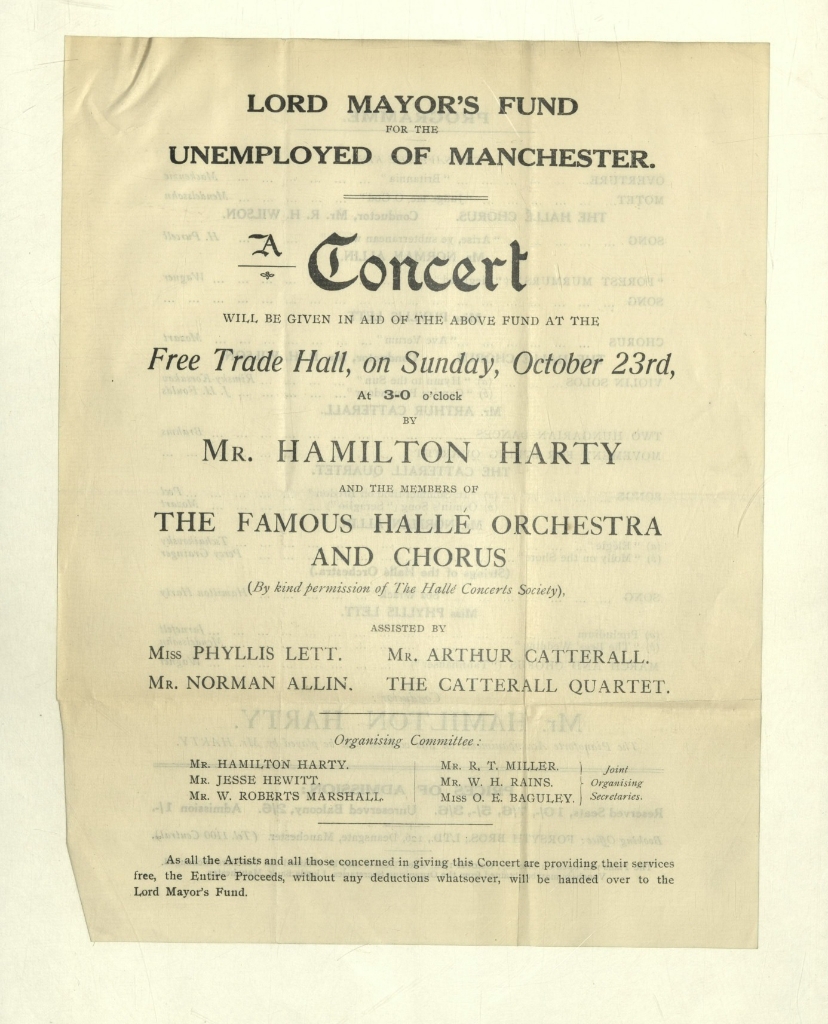 LORD MAYOR'S FUND
FOR THE
UNEMPLOYED OF MANCHESTER.
A Concert
WILL BE GIVEN IN AID OF THE ABOVE FUND AT THE
Free Trade Hall, on Sunday, October 23rd,
At 3-0 o'clock
BY
MR. HAMILTON HARTY
AND THE MEMBERS OF
THE FAMOUS HALLÉ ORCHESTRA
AND CHORUS
(By kind permission of The Hallé Concerts Society),
ASSISTED BY
MISS PHYLLIS LETT. MR. ARTHUR CATTERALL.
MR. NORMAN ALLIN. THE CATTERALL QUARTET.
Organising Committee:
MR. HAMILTON HARTY.
MR. JESSE HEWITT.
MR. W. ROBERTS MARSHALL.
MR. R. T. MILLER.
MR. W. H. RAINS.
MISS O. E. BAGULEY.
Joint
Organising
Secretaries.
As all the Artists and all those concerned in giving this Concert are providing their services
free, the Entire Proceeds, without any deductions whatsoever, will be handed over to the
Lord Mayor's Fund.